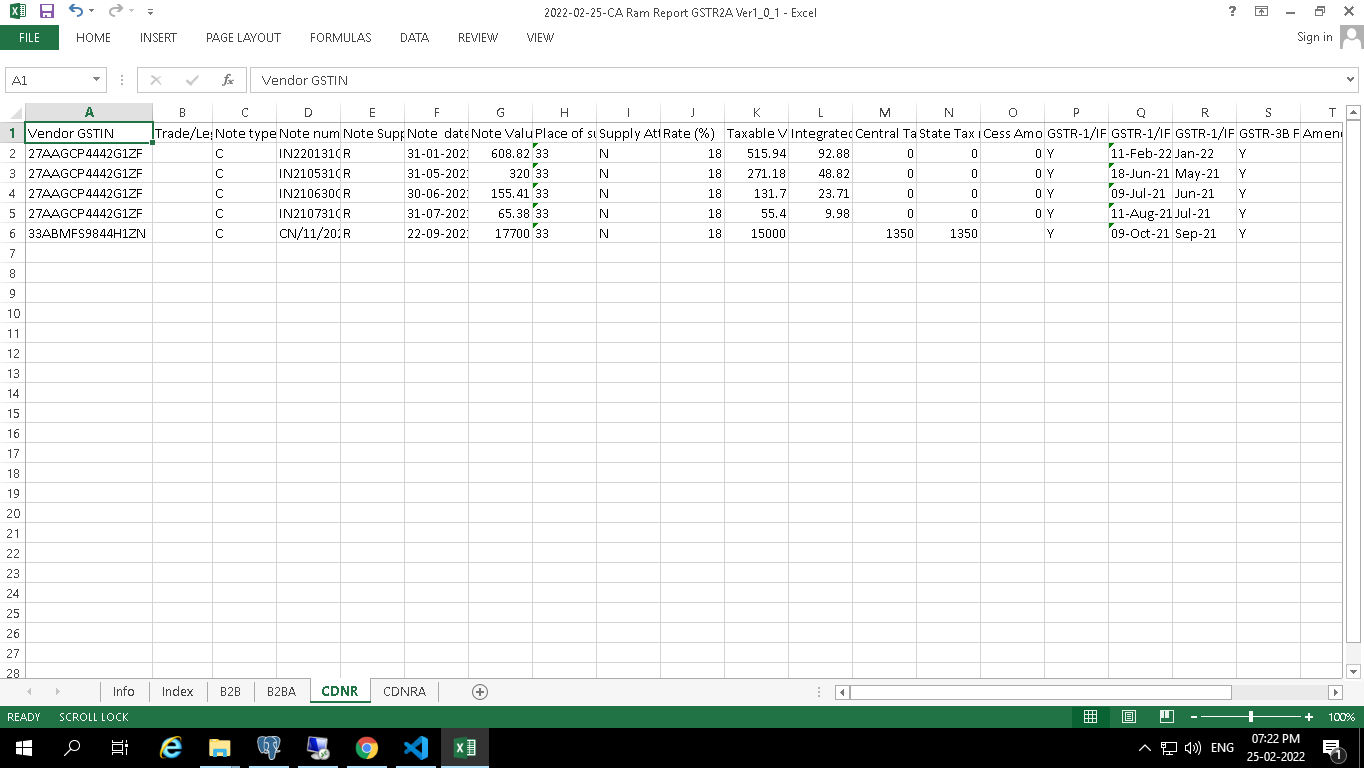 2022-02-25-CA Ram Report GSTR2A Ver1_0_1 - Excel ?
FILE HOME INSERT PAGE LAYOUT FORMULAS DATA REVIEW VIEW Sign in
A1 fx Vendor GSTIN
A B C D E F G H I J K L M N O P Q R S T
1 Vendor GSTIN Trade/Le Note type Note num Note Supp Note date Note Valu Place of su Supply Att Rate (%) Taxable V Integrated Central Ta State Tax Cess Amo GSTR-1/IF GSTR-1/IF GSTR-1/IF GSTR-3B F Amen
2 27AAGCP4442G1ZF C IN220131 R 31-01-202 608.82 33 N 18 515.94 92.88 0 0 0 Y 11-Feb-22 Jan-22 Y
3 27AAGCP4442G1ZF C IN210531 R 31-05-202 320 33 N 18 271.18 48.82 0 0 0 Y 18-Jun-21 May-21 Y
4 27AAGCP4442G1ZF C IN210630 R 30-06-202 155.41 33 N 18 131.7 23.71 0 0 0 Y 09-Jul-21 Jun-21 Y
5 27AAGCP4442G1ZF C IN210731 R 31-07-202 65.38 33 N 18 55.4 9.98 0 0 0 Y 11-Aug-21 Jul-21 Y
6 33ABMFS9844H1ZN C CN/11/202 R 22-09-202 17700 33 N 18 15000 1350 1350 Y 09-Oct-21 Sep-21 Y
7
8
9
10
11
12
13
14
15
16
17
18
19
20
21
22
23
24
25
26
27
28
Info Index B2B B2BA CDNR CDNRA
READY SCROLL LOCK 100%
ENG 07:22 PM
25-02-2022 1